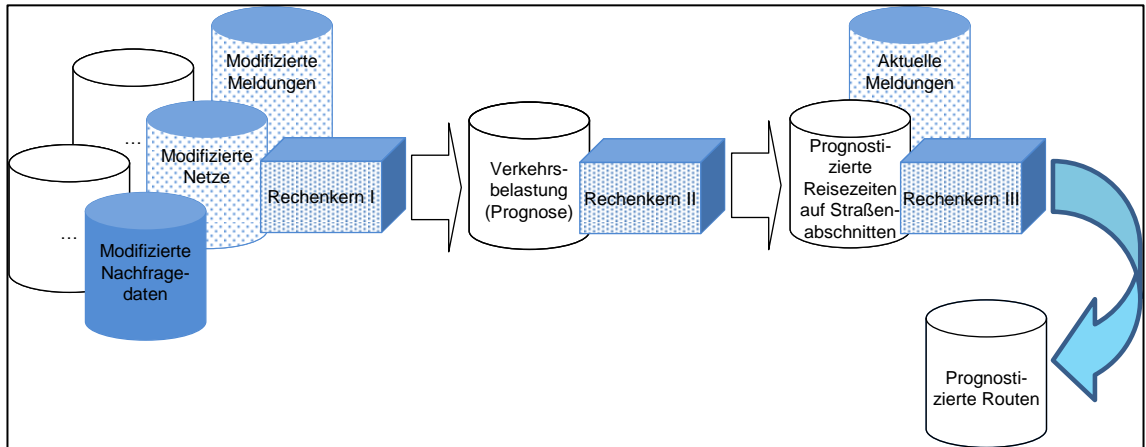 Modifizierte
Meldungen
...
Modifizierte
Netze
Rechenkern I
...
Modifizierte
Nachfrage-
daten
Verkehrs-
belastung
(Prognose)
Rechenkern II
Aktuelle
Meldungen
Prognosti-
zierte
Reisezeiten
auf Straßen-
abschnitten
Rechenkern III
Prognosti-
zierte Routen